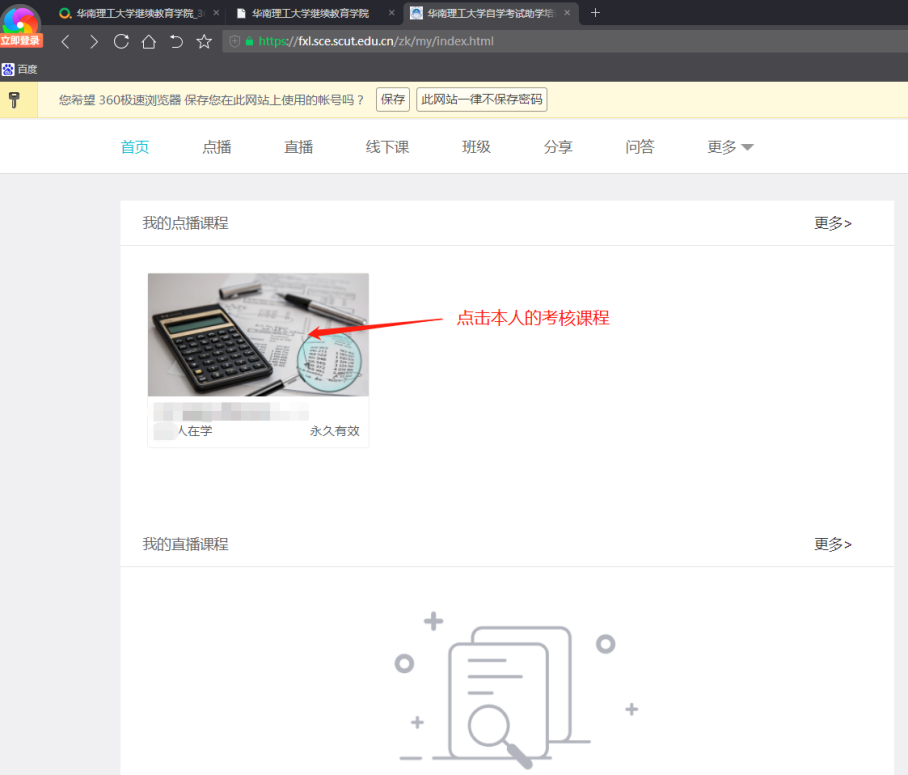 华南理工大学继续教育学院_3
华南理工大学继续教育学院
华南理工大学自学考试助学培
立即登录
https://fxl.sce.scut.edu.cn/zk/my/index.html
百度
您希望 360极速浏览器 保存您在此网站上使用的帐号吗？ 保存 此网站一律不保存密码
首页 点播 直播 线下课 班级 分享 问答 更多
我的点播课程 更多>
点击本人的考核课程
人在学 永久有效
我的直播课程 更多>